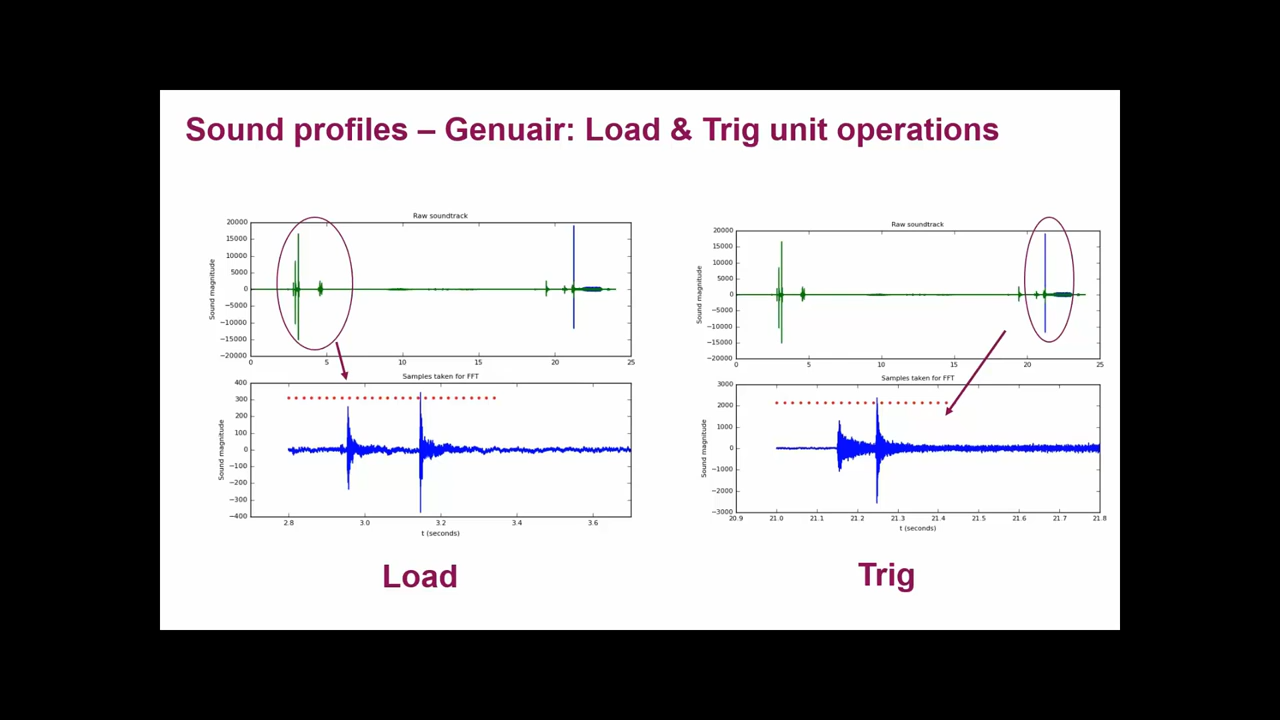 Sound profiles – Genuair: Load & Trig unit operations
Raw soundtrack
Sound magnitude
20000
15000
10000
5000
0
−5000
−10000
−15000
−20000
0 5 10 15 20 25
Samples taken for FFT
Sound magnitude
400
300
200
100
0
−100
−200
−300
−400
2.8 3.0 3.2 3.4 3.6
t (seconds)
Load
Raw soundtrack
Sound magnitude
20000
15000
10000
5000
0
−5000
−10000
−15000
−20000
0 5 10 15 20 25
Samples taken for FFT
Sound magnitude
3000
2000
1000
0
−1000
−2000
−3000
20.9 21.0 21.1 21.2 21.3 21.4 21.5 21.6 21.7 21.8
t (seconds)
Trig